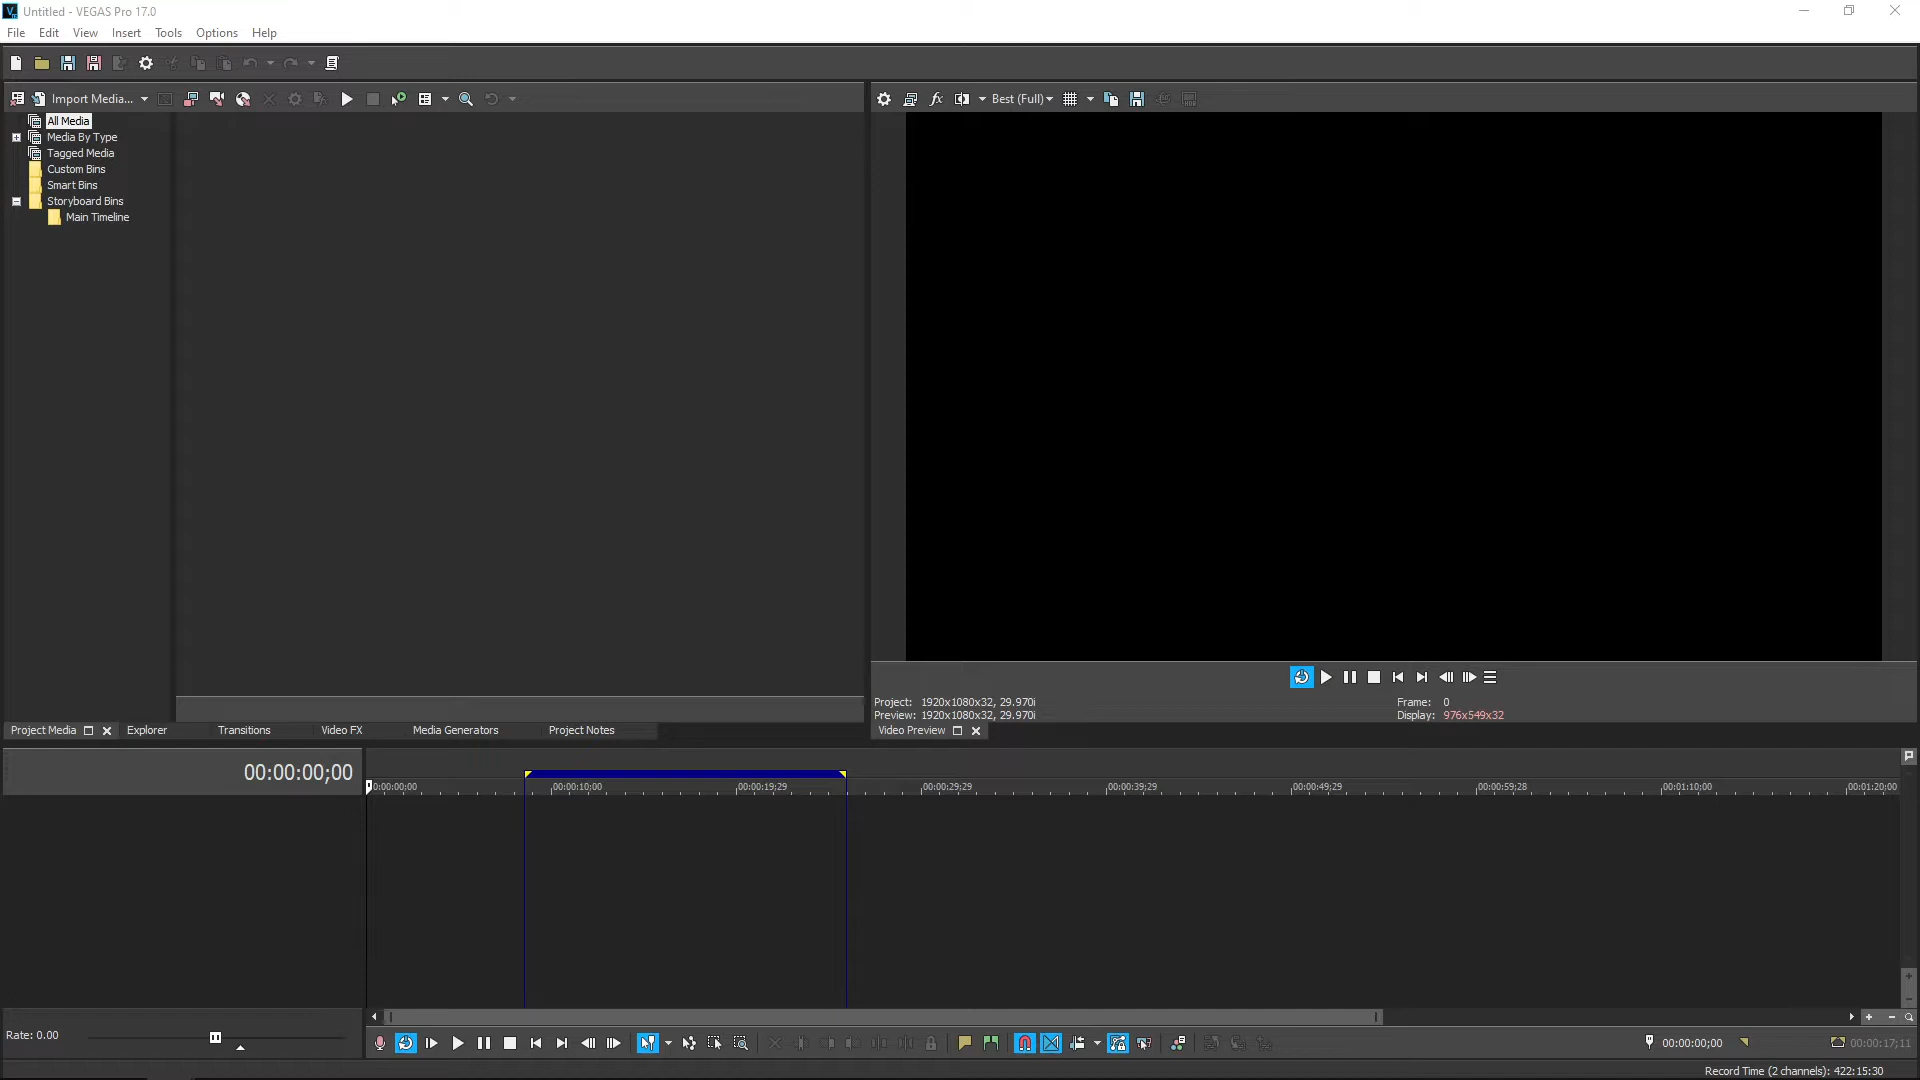 Untitled - VEGAS Pro 17.0
File Edit View Insert Tools Options Help
Import Media...
Best (Full)
All Media
Media By Type
Tagged Media
Custom Bins
Smart Bins
Storyboard Bins
Main Timeline
Project: 1920x1080x32, 29.970i
Frame: 0
Preview: 1920x1080x32, 29.970i
Display: 976x549x32
Project Media Explorer Transitions Video FX Media Generators Project Notes
Video Preview
00:00:00;00
0:00:00;00 00:00:10;00 00:00:19;29 00:00:29;29 00:00:39;29 00:00:49;29 00:00:59;28 00:01:10;00 00:01:20;00
Rate: 0.00
00:00:00;00
00:00:17;11
Record Time (2 channels): 422:15:30